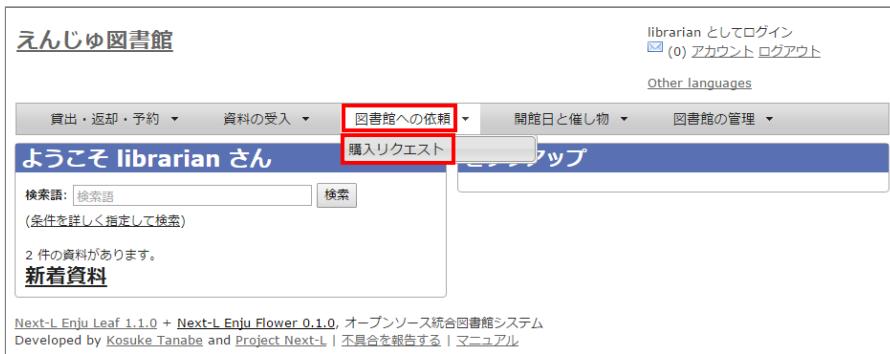 えんじゅ図書館
librarian としてログイン
(0) アカウント ログアウト
Other languages
貸出・返却・予約 ▼ 資料の受入 ▼ 図書館への依頼 ▼ 開館日と催し物 ▼ 図書館の管理 ▼
購入リクエスト
ようこそ librarian さん
アップ
検索語: 検索語 検索
(条件を詳しく指定して検索)
2 件の資料があります。
新着資料
Next-L Enju Leaf 1.1.0 + Next-L Enju Flower 0.1.0, オープンソース統合図書館システム
Developed by Kosuke Tanabe and Project Next-L | 不具合を報告する | マニュアル